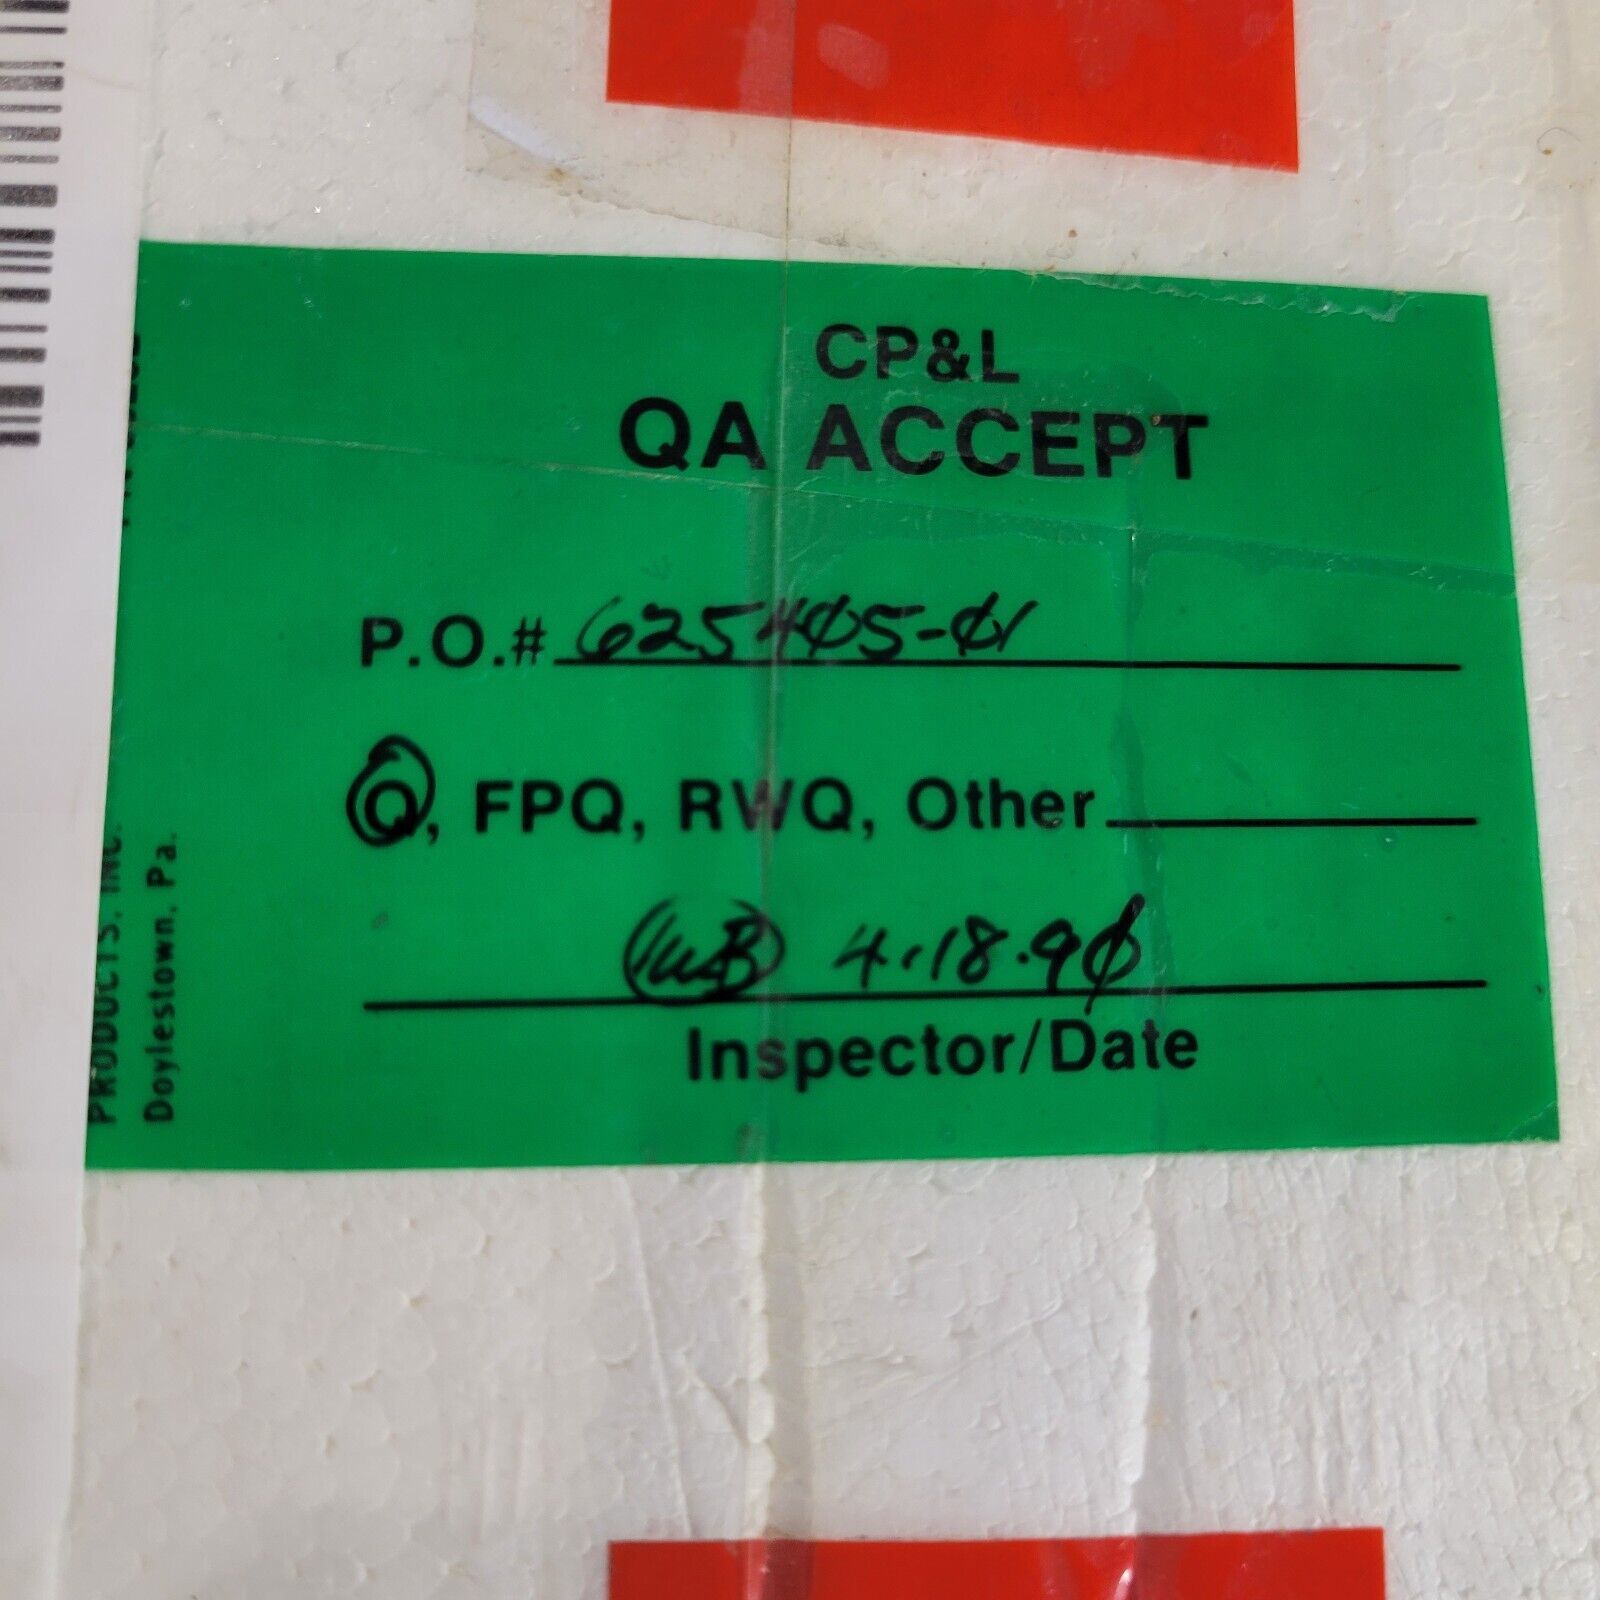 CP&L
QA ACCEPT
P.O.# 625405-01
Q, FPQ, RWQ, Other
4.18.90
Inspector/Date
PRODUCTS, INC.
Doylestown, Pa.